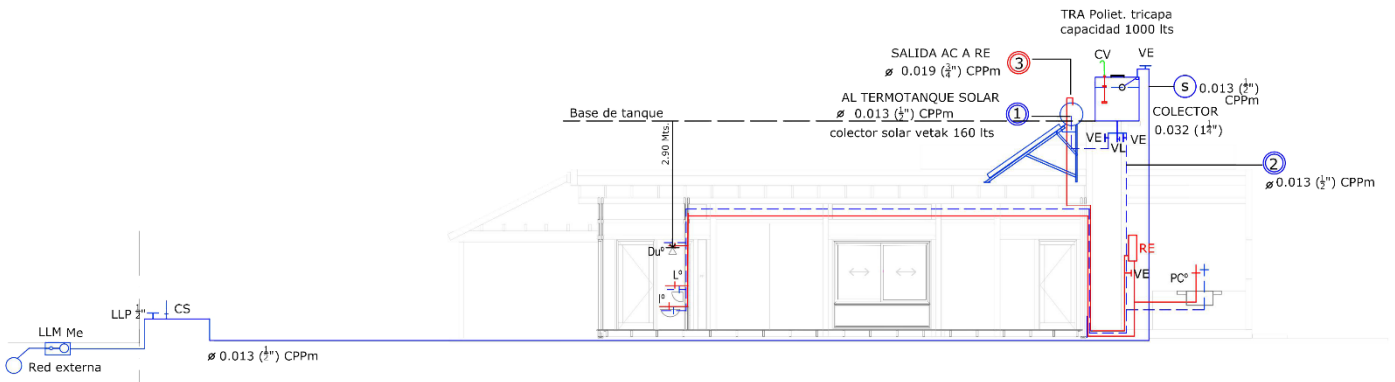 TRA Poliet. tricapa
capacidad 1000 lts
SALIDA AC A RE
ø 0.019 (3/4") CPPm
3
CV
VE
AL TERMOTANQUE SOLAR
ø 0.013 (1/2") CPPm
colector solar vetak 160 lts
1
S
0.013 (1/2")
CPPm
COLECTOR
0.032 (1 1/4")
Base de tanque
2.90 Mts.
VE
VL
VE
2
ø 0.013 (1/2") CPPm
Duº
Lº
Iº
RE
VE
PCº
LLP 1/2"
CS
LLM Me
Red externa
ø 0.013 (1/2") CPPm